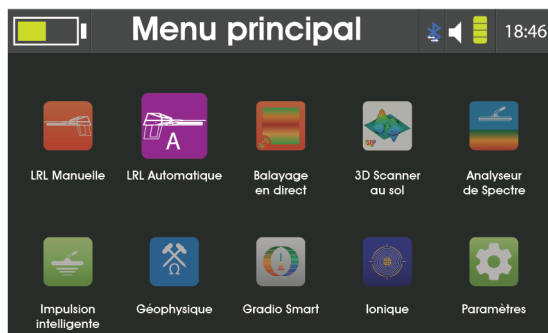 Menu principal
18:46
A
LRL Manuelle
LRL Automatique
Balayage
en direct
3D
3D Scanner
au sol
Analyseur
de Spectre
Impulsion
intelligente
Ω
Géophysique
Gradio Smart
Ionique
Paramètres